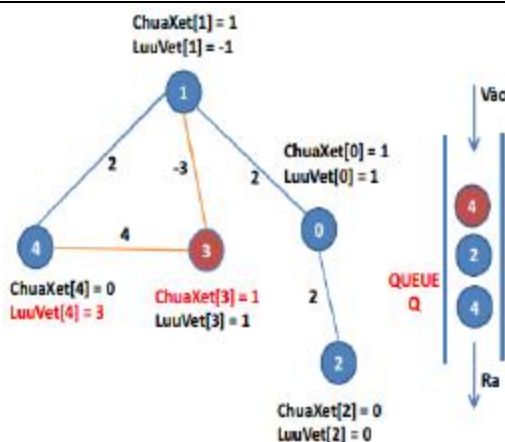 ChuaXet[1] = 1
LuuVet[1] = -1
1
Vào
2
-3
2
ChuaXet[0] = 1
LuuVet[0] = 1
4
4
3
0
4
2
4
QUEUE
Q
ChuaXet[4] = 0
LuuVet[4] = 3
ChuaXet[3] = 1
LuuVet[3] = 1
2
2
Ra
ChuaXet[2] = 0
LuuVet[2] = 0